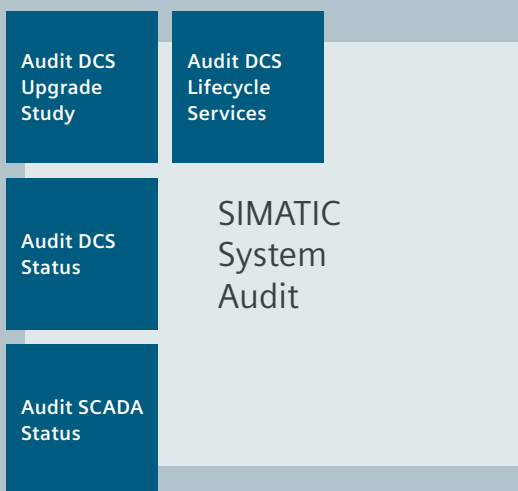 Audit DCS
Upgrade
Study
Audit DCS
Lifecycle
Services
Audit DCS
Status
SIMATIC
System
Audit
Audit SCADA
Status